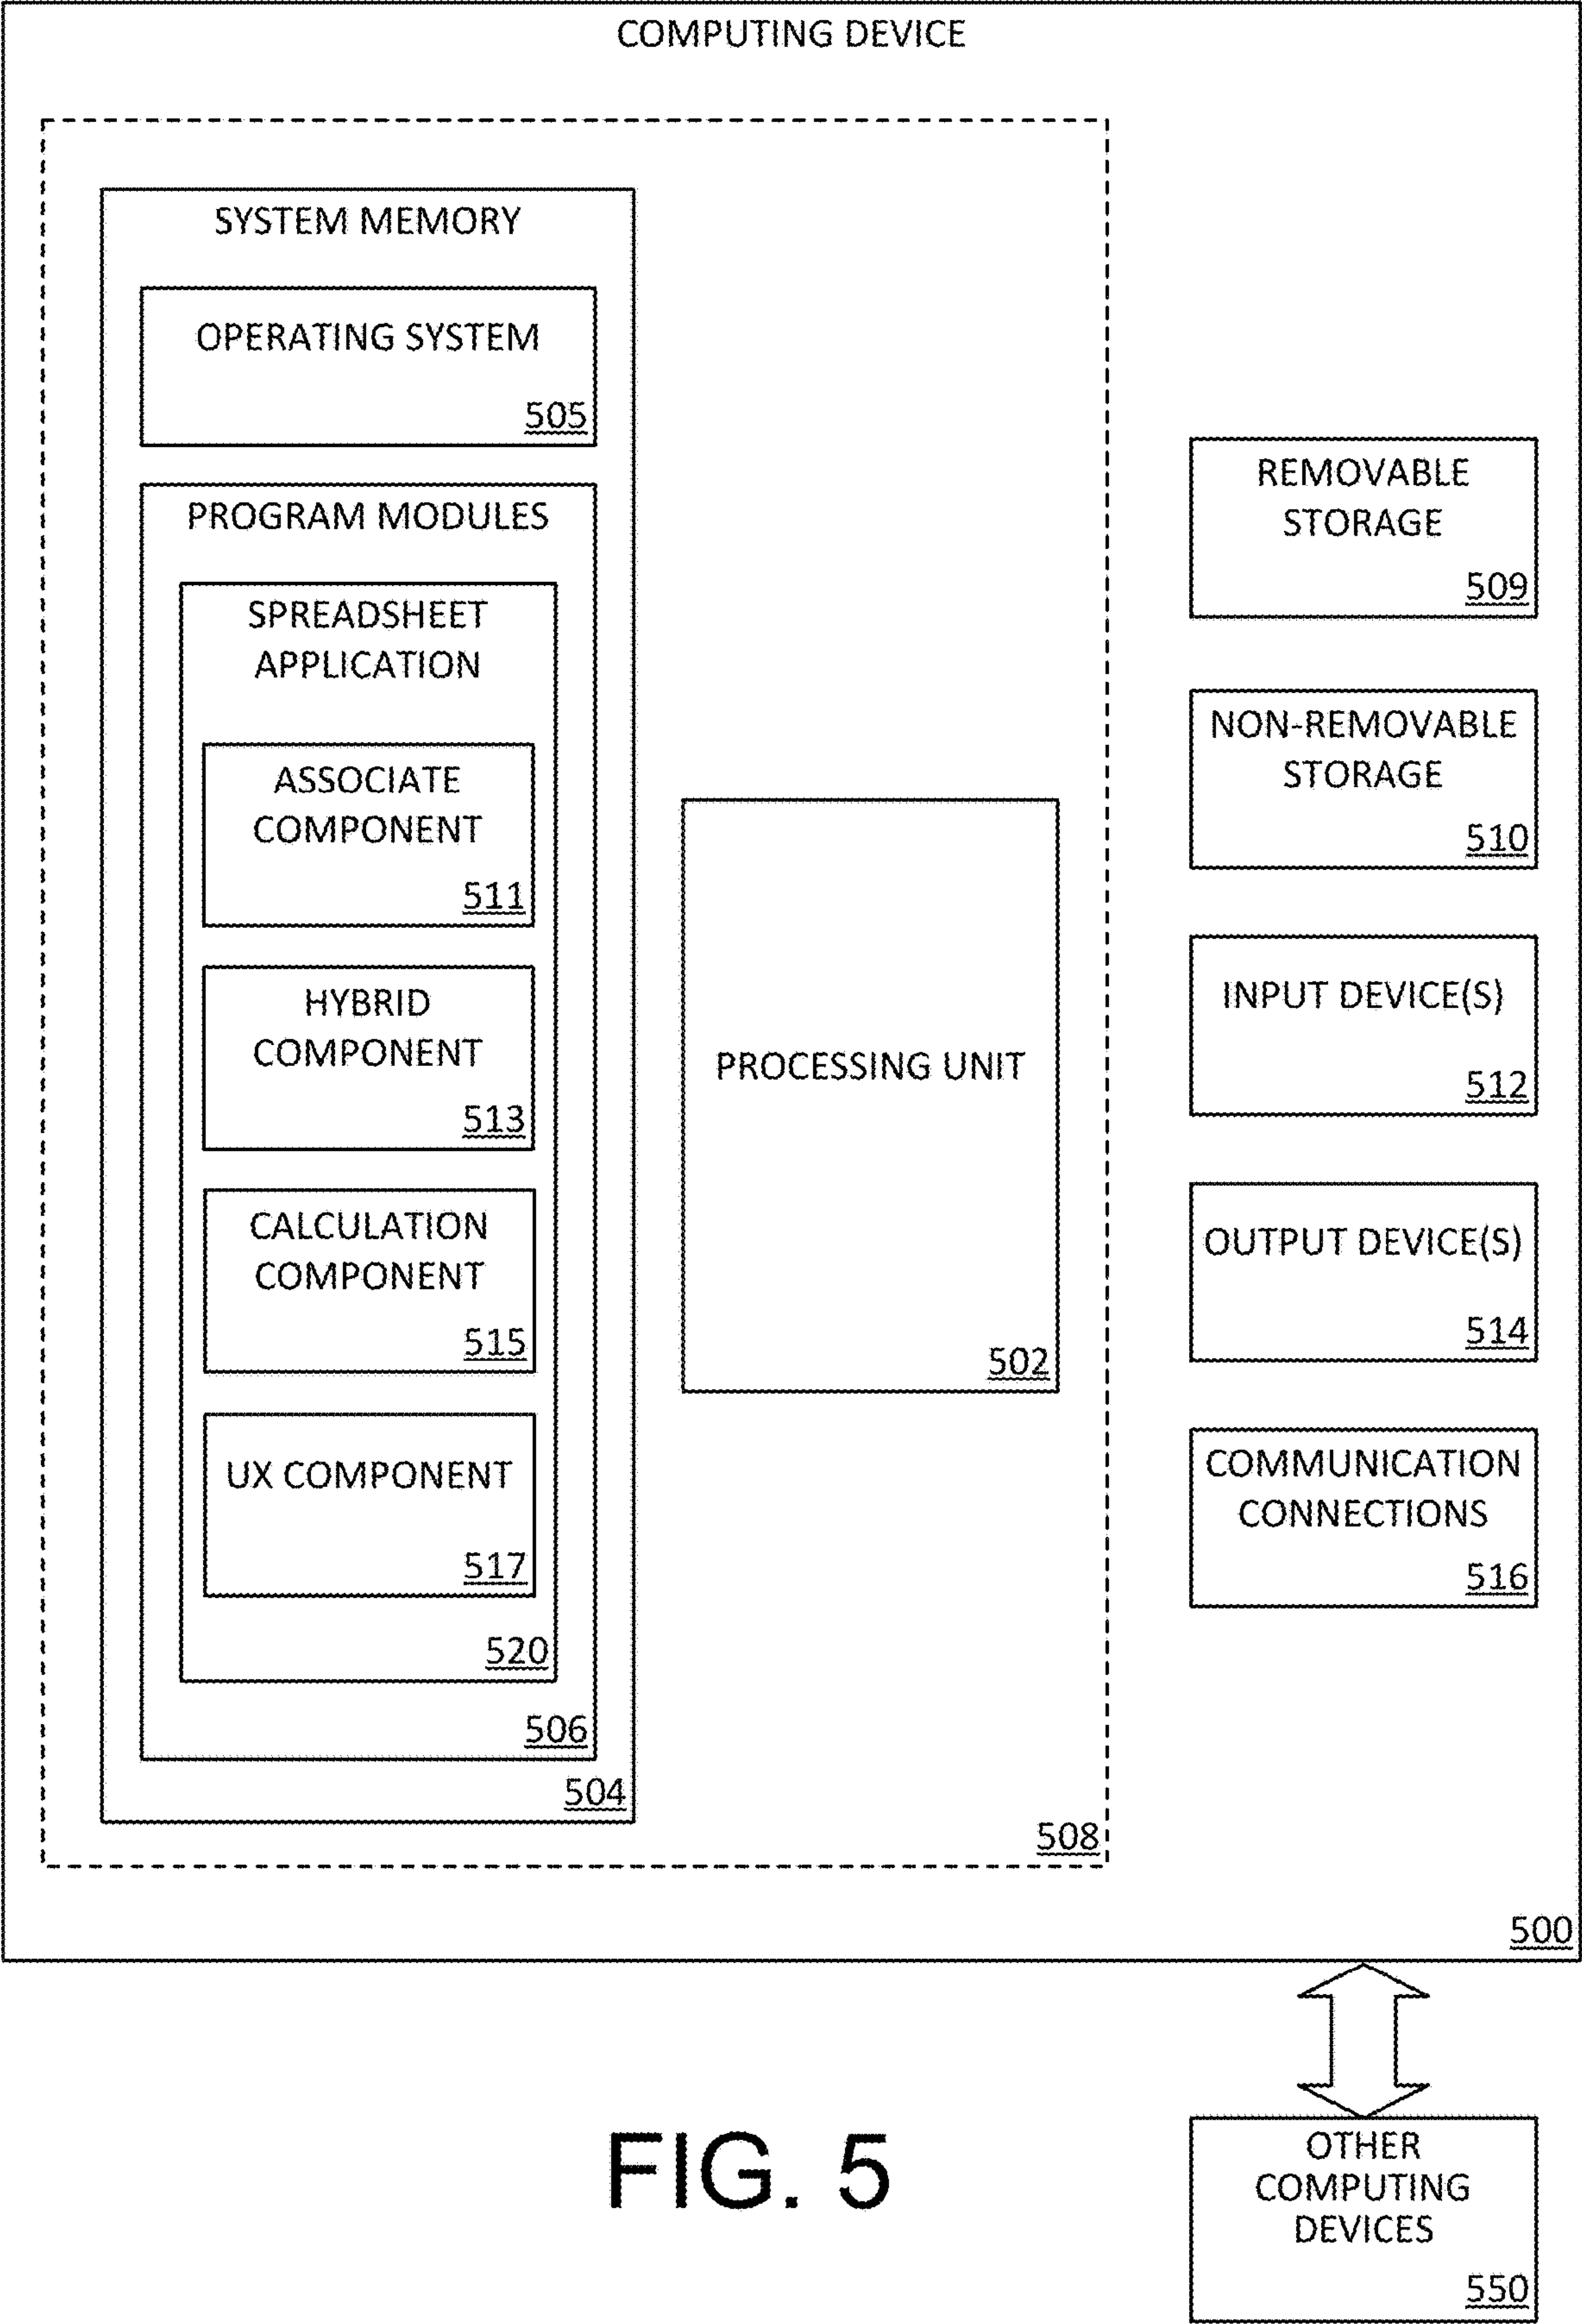 COMPUTING DEVICE
SYSTEM MEMORY
OPERATING SYSTEM
505
PROGRAM MODULES
SPREADSHEET
APPLICATION
ASSOCIATE
COMPONENT
511
HYBRID
COMPONENT
513
CALCULATION
COMPONENT
515
UX COMPONENT
517
520
506
504
PROCESSING UNIT
502
508
REMOVABLE
STORAGE
509
NON-REMOVABLE
STORAGE
510
INPUT DEVICE(S)
512
OUTPUT DEVICE(S)
514
COMMUNICATION
CONNECTIONS
516
500
OTHER
COMPUTING
DEVICES
550
FIG. 5